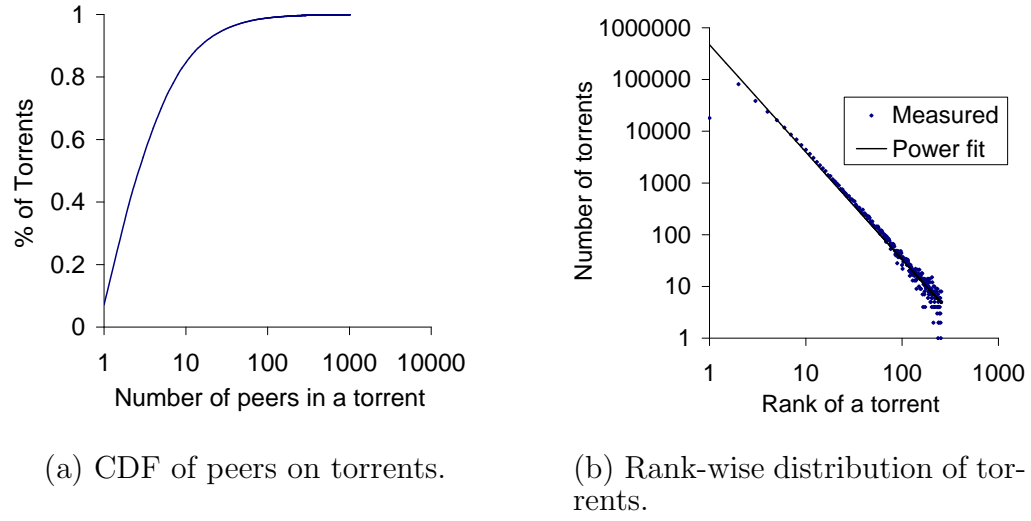 1
0.8
0.6
0.4
0.2
0
% of Torrents
1 10 100 1000 10000
Number of peers in a torrent
(a) CDF of peers on torrents.
1000000
100000
10000
1000
100
10
1
Number of torrents
Measured
Power fit
1 10 100 1000
Rank of a torrent
(b) Rank-wise distribution of tor-
rents.